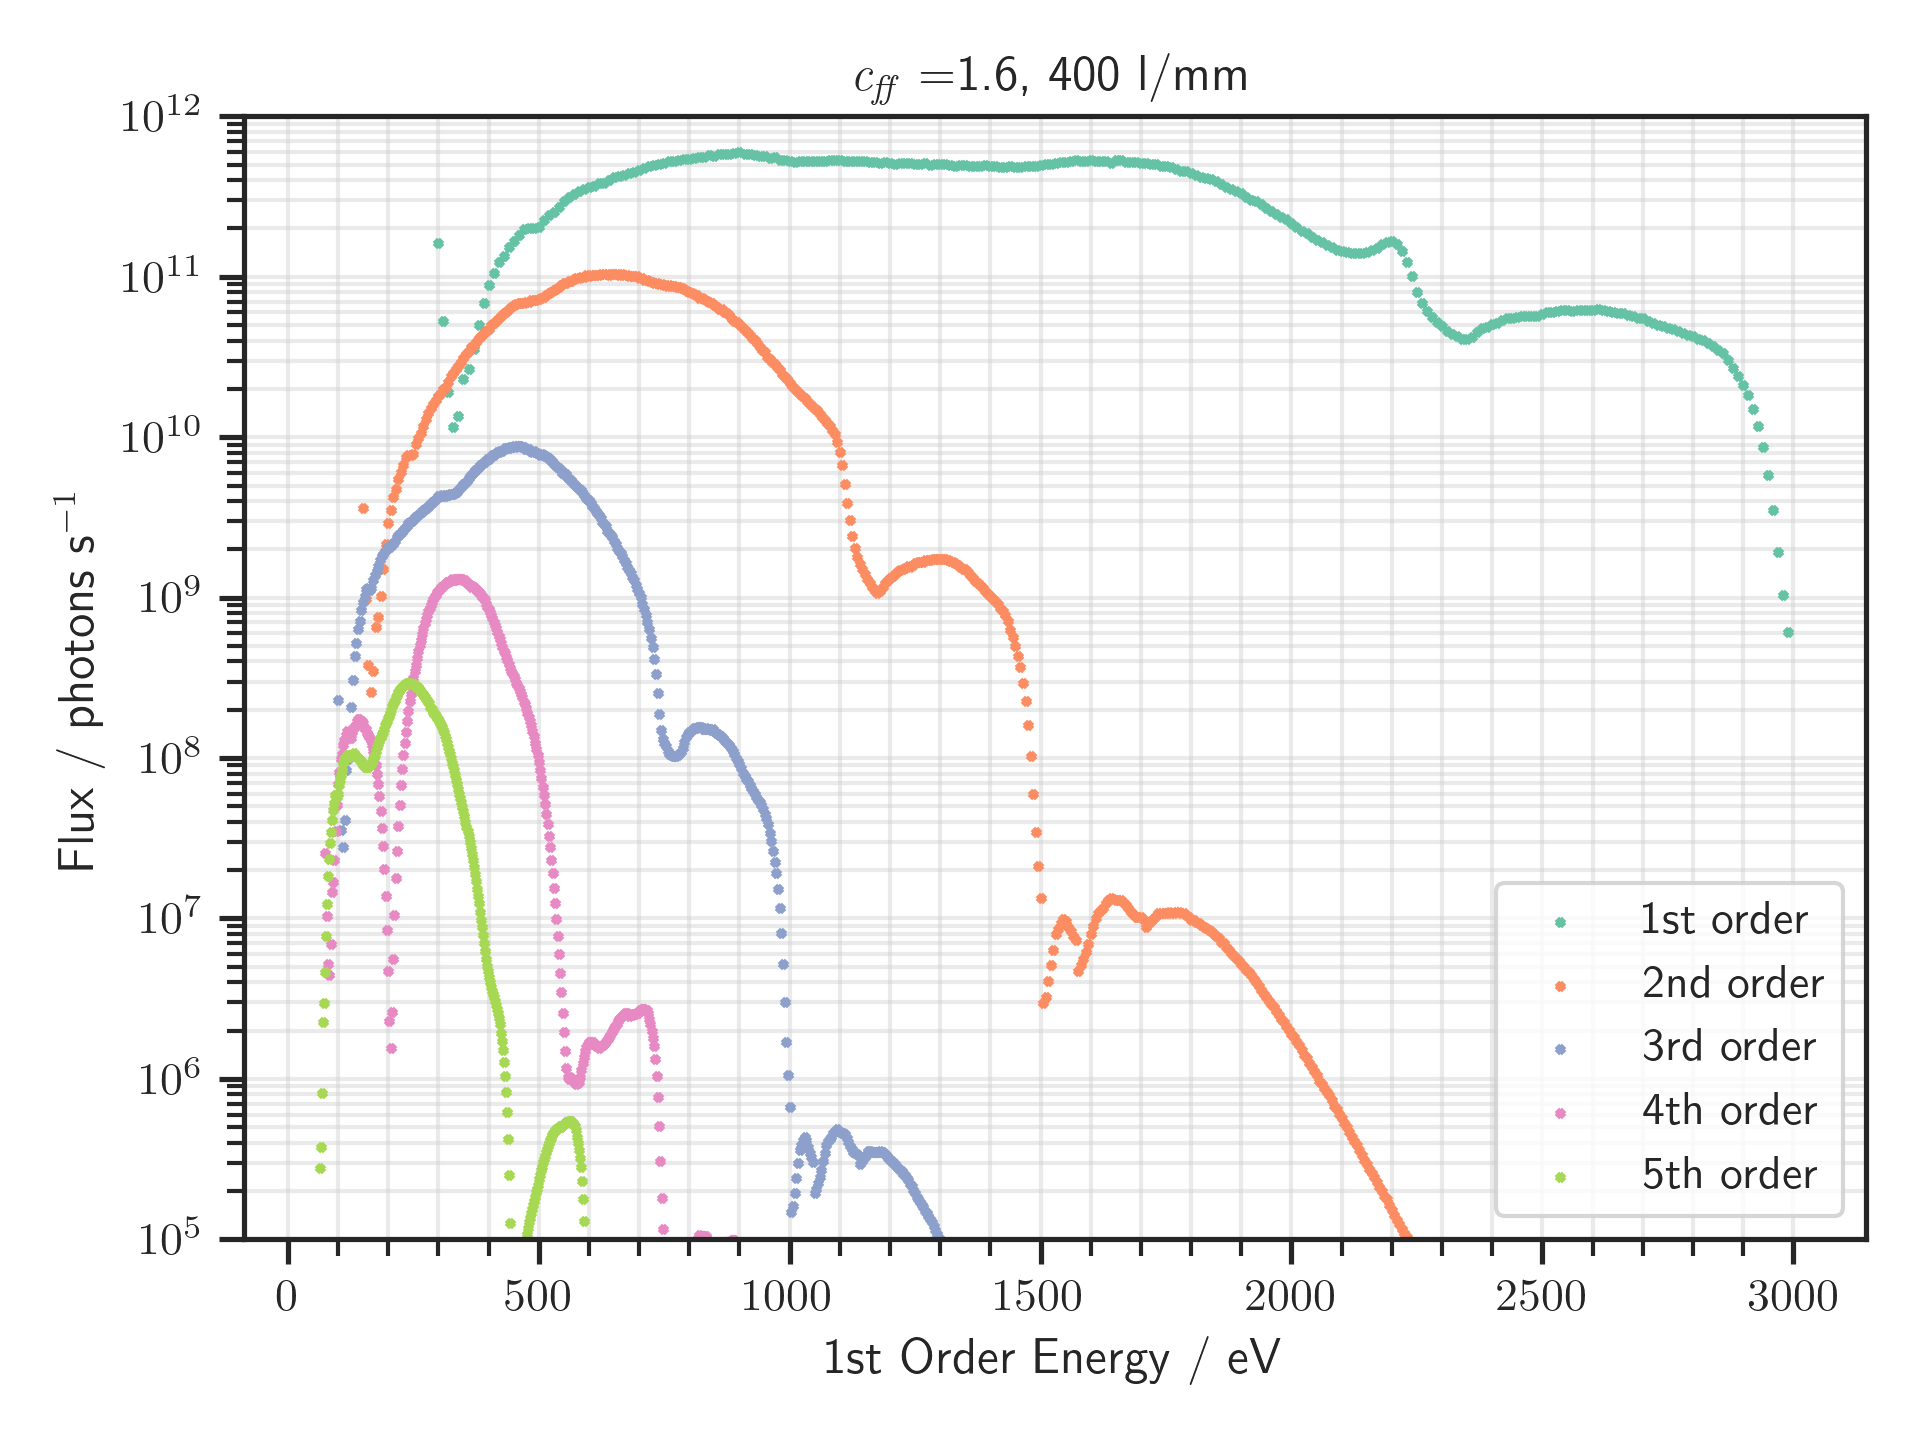 c_ff =1.6, 400 l/mm
10^12
10^11
10^10
10^9
10^8
10^7
10^6
10^5
Flux / photons s^−1
1st order
2nd order
3rd order
4th order
5th order
0 500 1000 1500 2000 2500 3000
1st Order Energy / eV